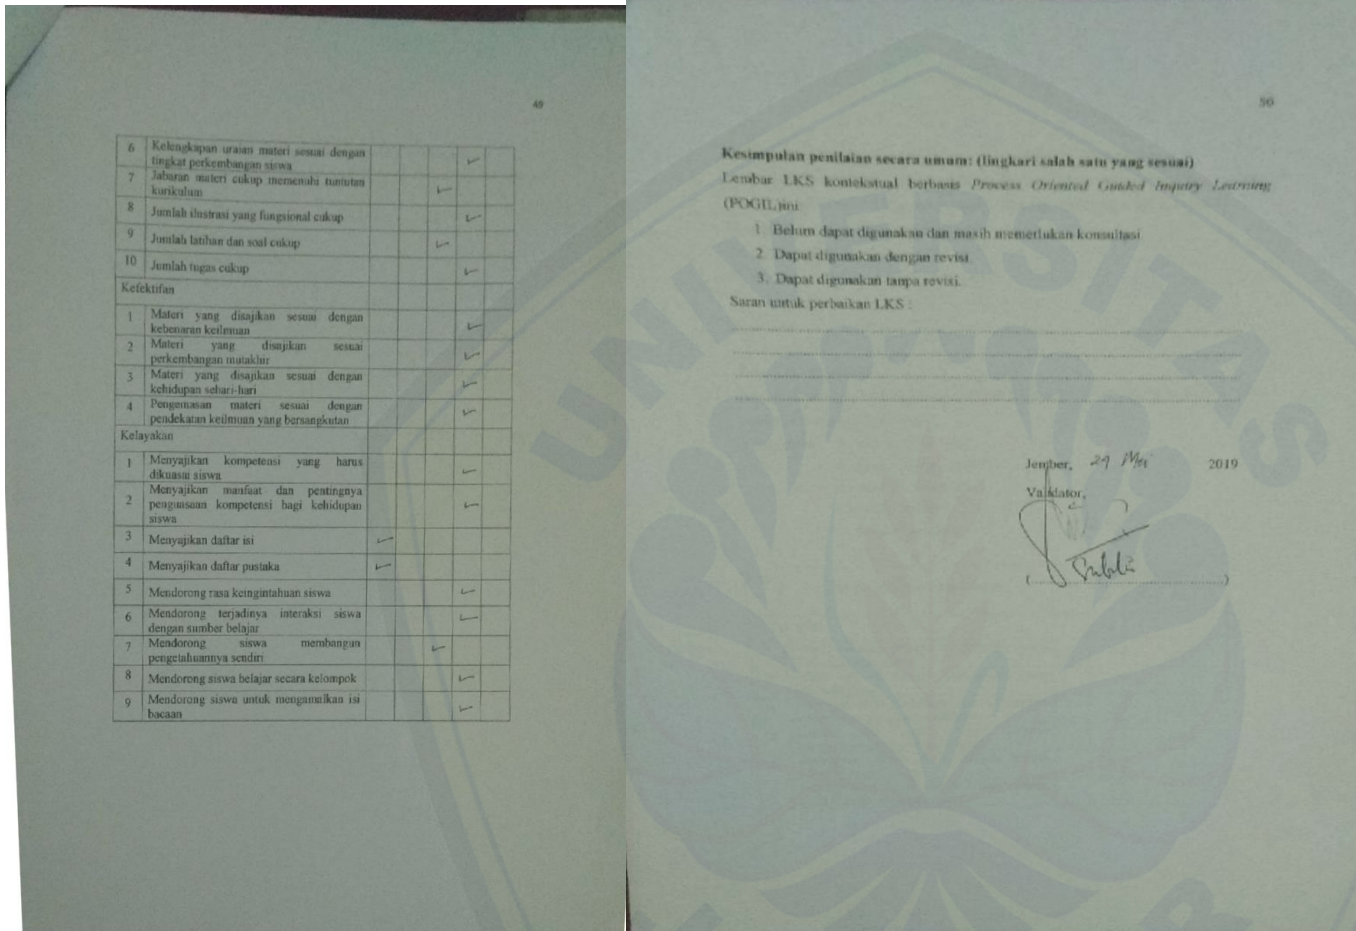 49
6 Kelengkapan uraian materi sesuai dengan
tingkat perkembangan siswa ✓
7 Jabaran materi cukup memenuhi tuntutan
kurikulum ✓
8 Jumlah ilustrasi yang fungsional cukup ✓
9 Jumlah latihan dan soal cukup ✓
10 Jumlah tugas cukup ✓
Kefektifan
1 Materi yang disajikan sesuai dengan
kebenaran keilmuan ✓
2 Materi yang disajikan sesuai
perkembangan mutakhir ✓
3 Materi yang disajikan sesuai dengan
kehidupan sehari-hari ✓
4 Pengemasan materi sesuai dengan
pendekatan keilmuan yang bersangkutan ✓
Kelayakan
1 Menyajikan kompetensi yang harus
dikuasai siswa ✓
2 Menyajikan manfaat dan pentingnya
penguasaan kompetensi bagi kehidupan
siswa ✓
3 Menyajikan daftar isi ✓
4 Menyajikan daftar pustaka ✓
5 Mendorong rasa keingintahuan siswa ✓
6 Mendorong terjadinya interaksi siswa
dengan sumber belajar ✓
7 Mendorong siswa membangun
pengetahuannya sendiri ✓
8 Mendorong siswa belajar secara kelompok ✓
9 Mendorong siswa untuk mengamalkan isi
bacaan ✓
50
Kesimpulan penilaian secara umum: (lingkari salah satu yang sesuai)
Lembar LKS kontekstual berbasis Process Oriented Guided Inquiry Learning
(POGIL)ini:
1. Belum dapat digunakan dan masih memerlukan konsultasi.
2. Dapat digunakan dengan revisi.
3. Dapat digunakan tanpa revisi.
Saran untuk perbaikan LKS :
Jember, 29 Mei 2019
Validator,
UNIVERSITAS